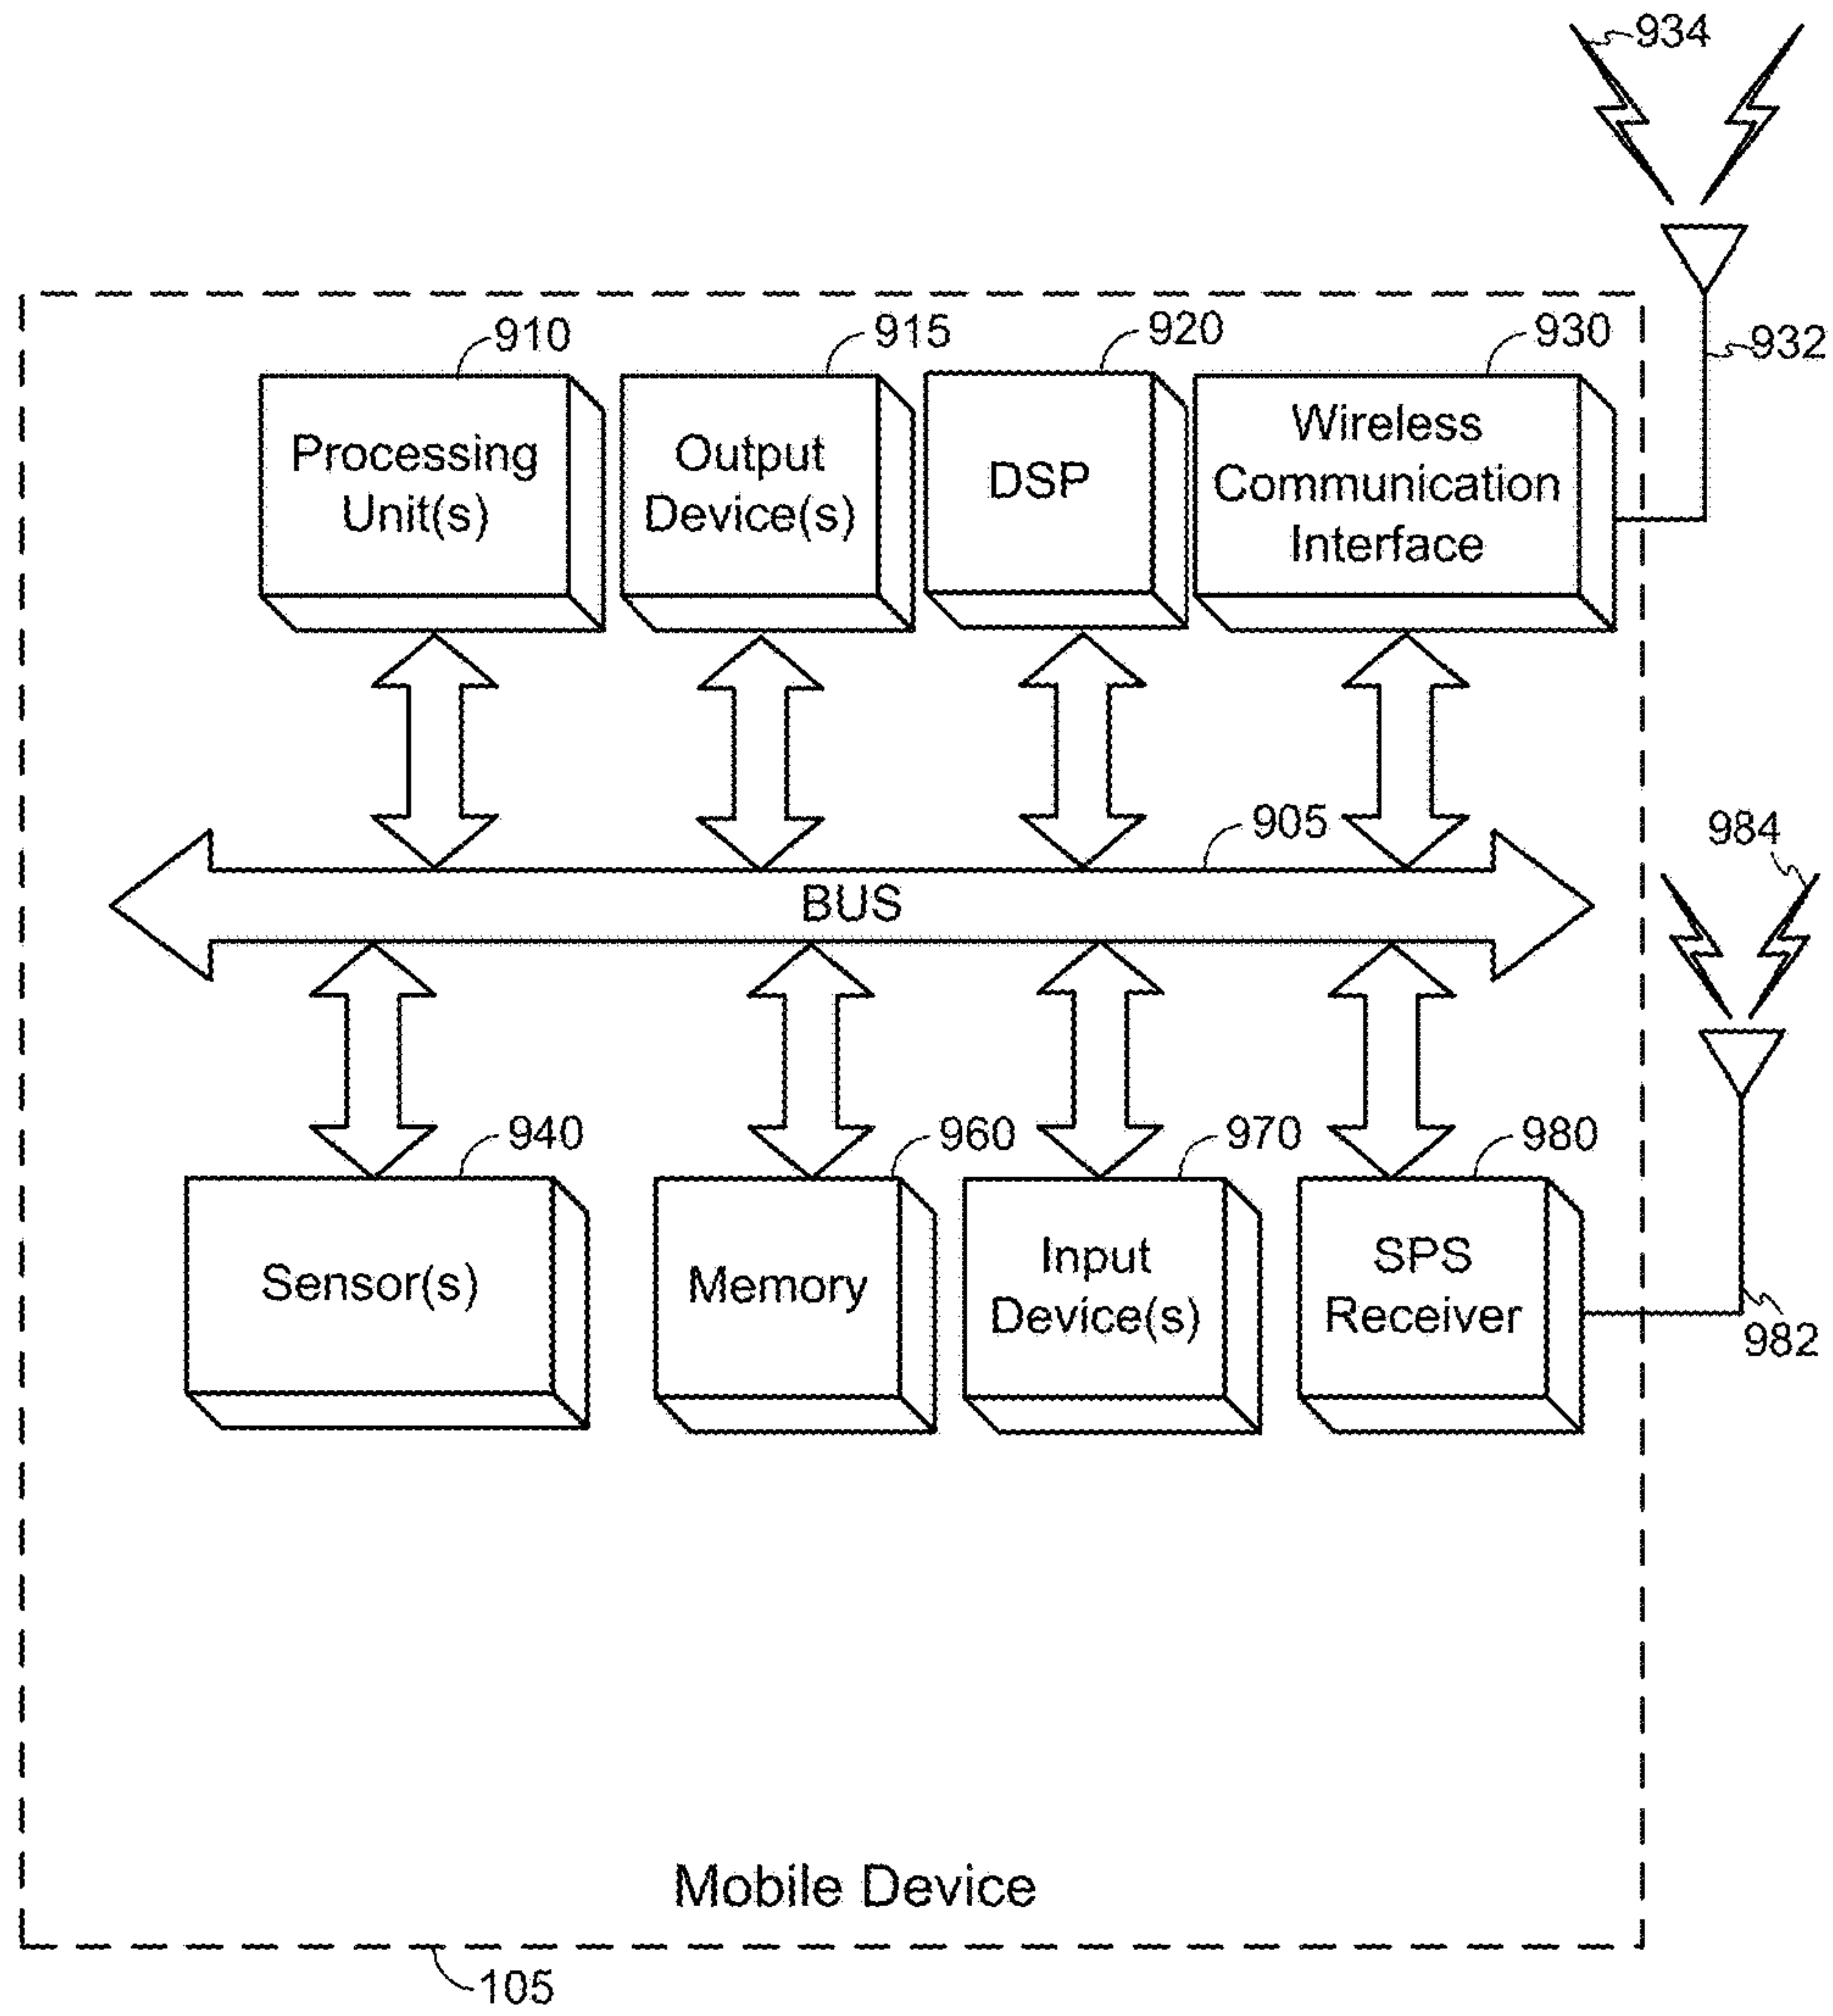 934
932
910
915
920
930
Processing
Unit(s)
Output
Device(s)
DSP
Wireless
Communication
Interface
905
BUS
984
982
940
960
970
980
Sensor(s)
Memory
Input
Device(s)
SPS
Receiver
Mobile Device
105